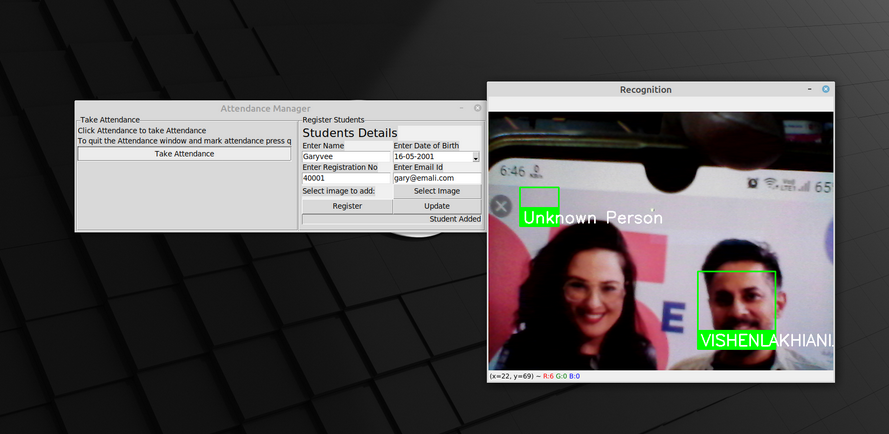 Attendance Manager
Take Attendance
Click Attendance to take Attendance
To quit the Attendance window and mark attendance press q
Take Attendance
Register Students
Students Details
Enter Name
Enter Date of Birth
Garyvee
16-05-2001
Enter Registration No
Enter Email Id
40001
gary@emali.com
Select image to add:
Select Image
Register
Update
Student Added
Recognition
6:46
0
KB/s
65
Unknown Person
E
VISHENLAKHIANI
(x=22, y=69) ~ R:6 G:0 B:0